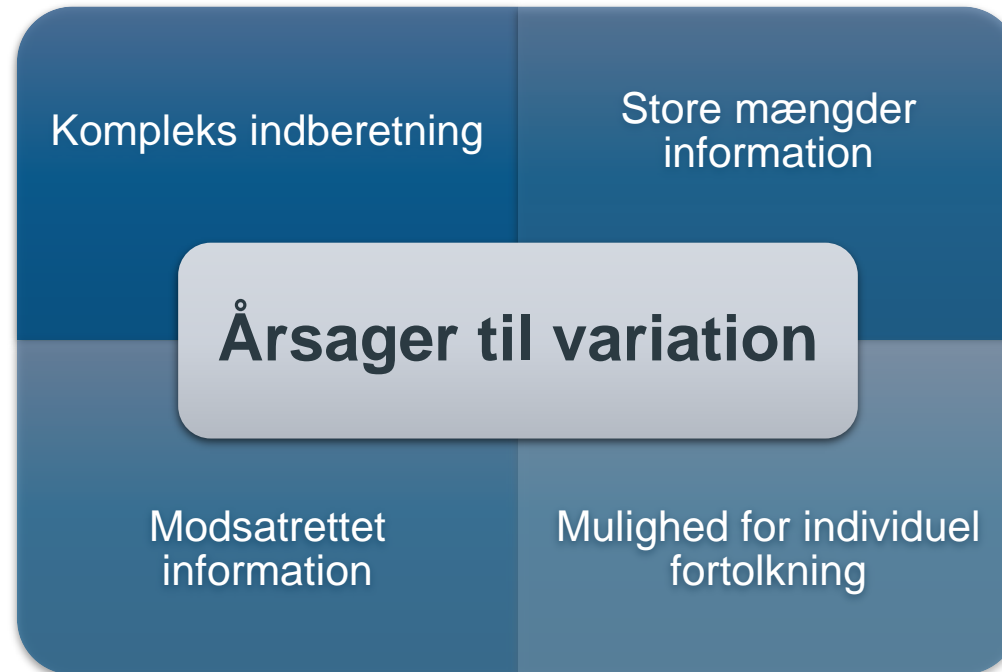 Kompleks indberetning
Store mængder
information
Årsager til variation
Modsatrettet
information
Mulighed for individuel
fortolkning